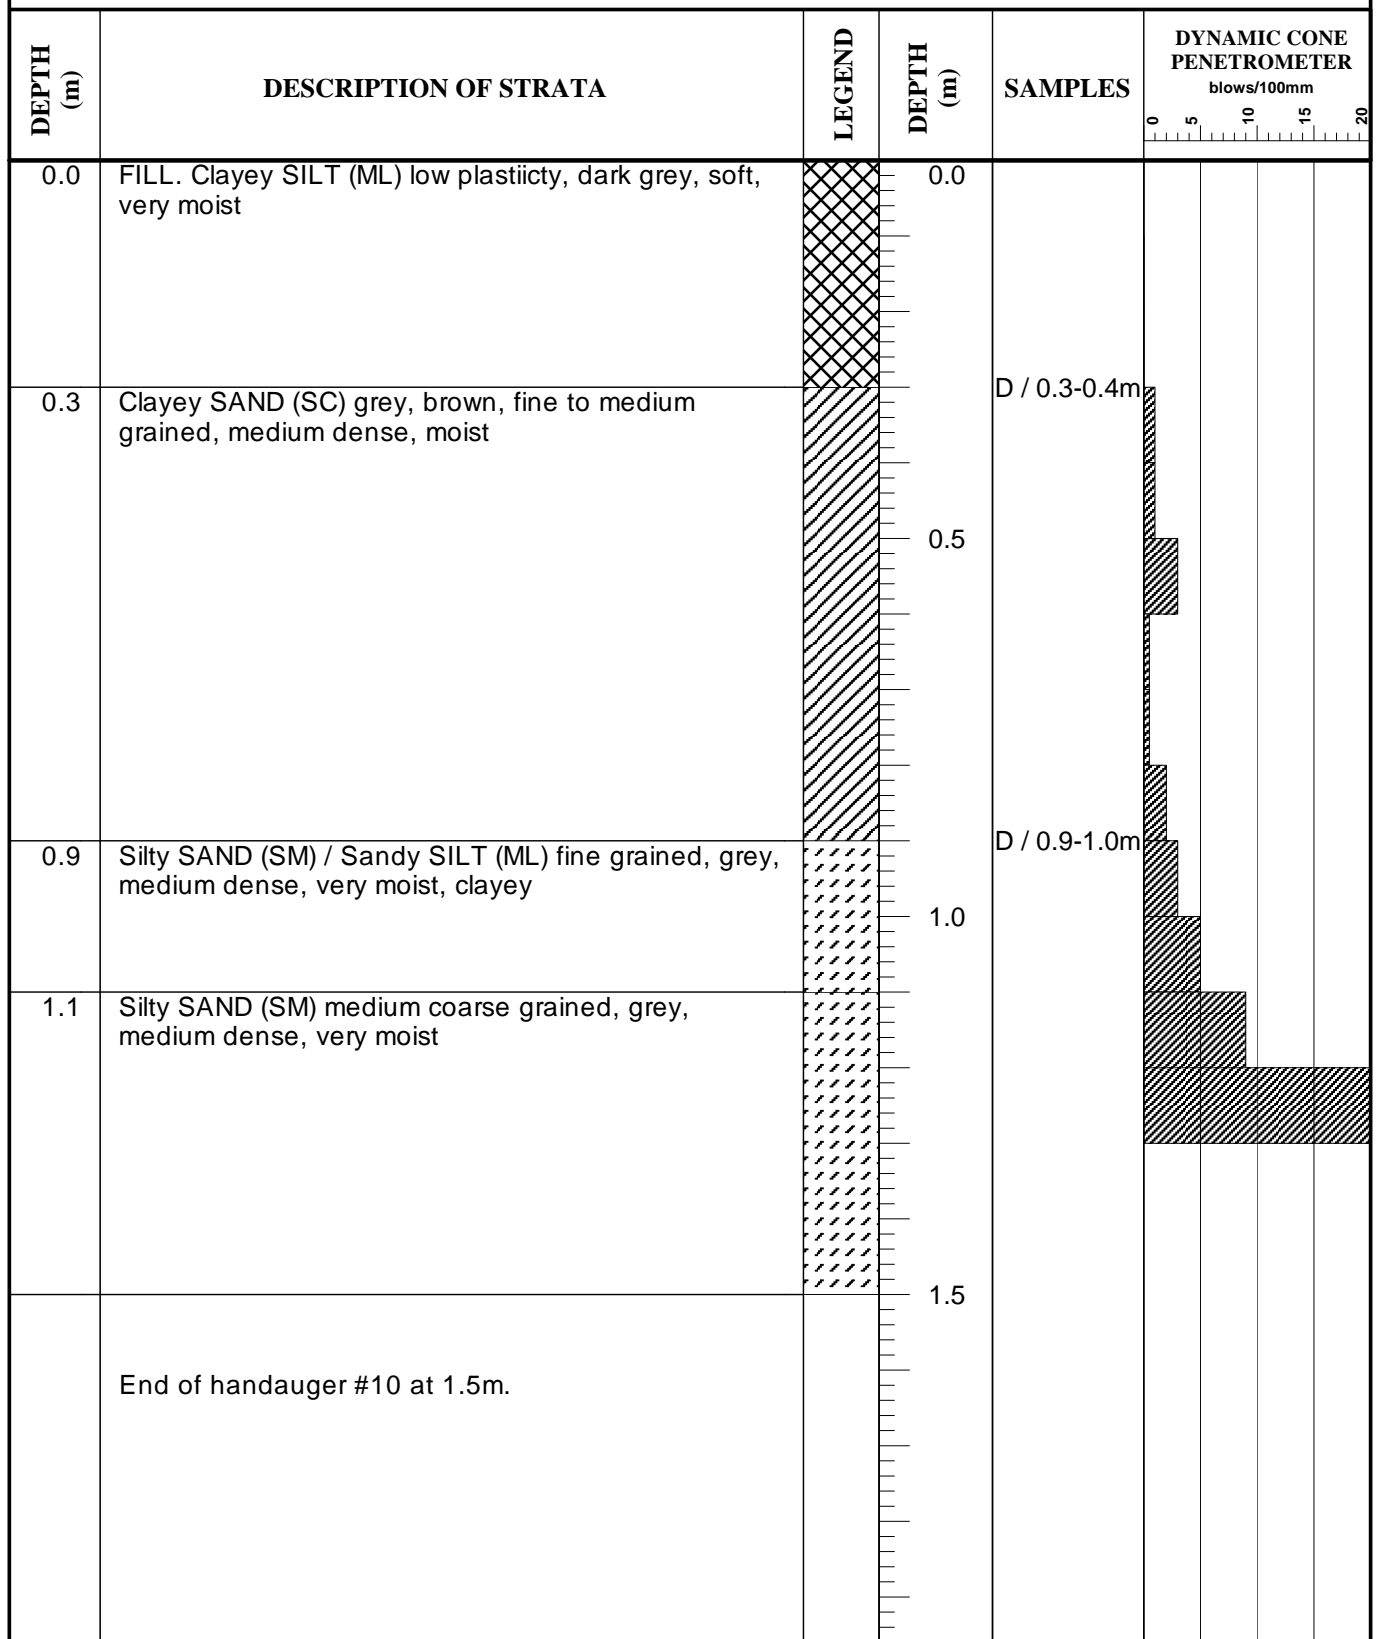 DEPTH
(m)
DESCRIPTION OF STRATA
LEGEND
DEPTH
(m)
SAMPLES
DYNAMIC CONE
PENETROMETER
blows/100mm
0 5 10 15 20
0.0
FILL. Clayey SILT (ML) low plastiicty, dark grey, soft,
very moist
0.0
D / 0.3-0.4m
0.3
Clayey SAND (SC) grey, brown, fine to medium
grained, medium dense, moist
0.5
D / 0.9-1.0m
0.9
Silty SAND (SM) / Sandy SILT (ML) fine grained, grey,
medium dense, very moist, clayey
1.0
1.1
Silty SAND (SM) medium coarse grained, grey,
medium dense, very moist
1.5
End of handauger #10 at 1.5m.